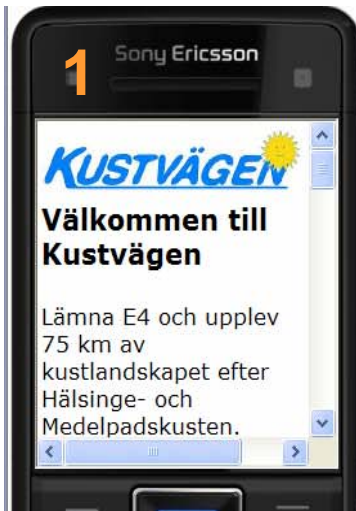 1
Sony Ericsson
KUSTVÄGEN
Välkommen till
Kustvägen
Lämna E4 och upplev
75 km av
kustlandskapet efter
Hälsinge- och
Medelpadskusten.